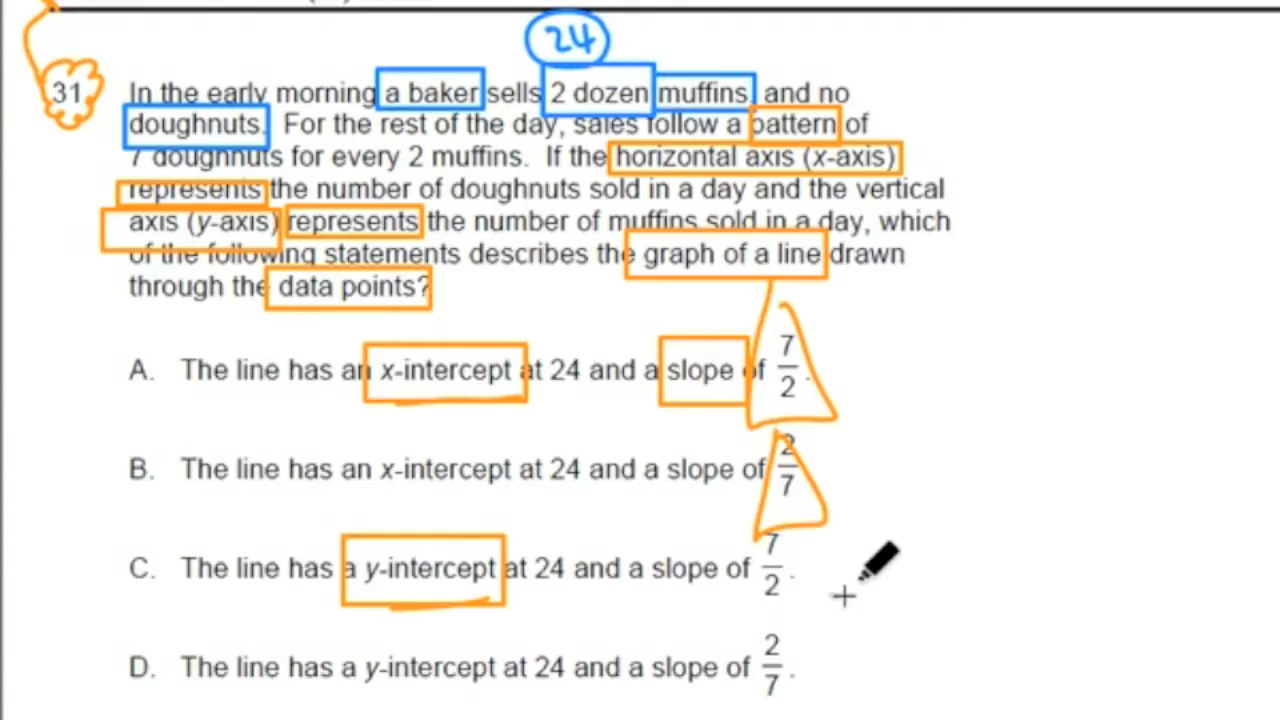 24
31 In the early morning a baker sells 2 dozen muffins, and no
doughnuts. For the rest of the day, sales follow a pattern of
7 doughnuts for every 2 muffins. If the horizontal axis (x-axis)
represents the number of doughnuts sold in a day and the vertical
axis (y-axis) represents the number of muffins sold in a day, which
of the following statements describes the graph of a line drawn
through the data points?
A. The line has an x-intercept at 24 and a slope of 7/2.
B. The line has an x-intercept at 24 and a slope of 2/7
C. The line has a y-intercept at 24 and a slope of 7/2.
D. The line has a y-intercept at 24 and a slope of 2/7.